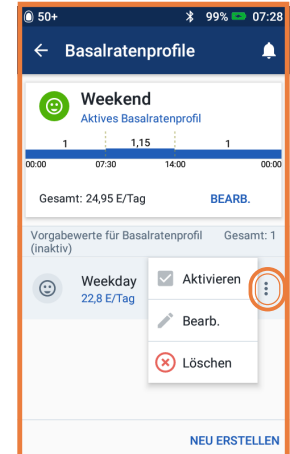 50+ 99% 07:28
Basalratenprofile
Weekend
Aktives Basalratenprofil
1 1,15 1
00:00 07:30 14:00 00:00
Gesamt: 24,95 E/Tag BEARB.
Vorgabewerte für Basalratenprofil Gesamt: 1
(inaktiv)
Weekday
22,8 E/Tag
Aktivieren
Bearb.
Löschen
NEU ERSTELLEN